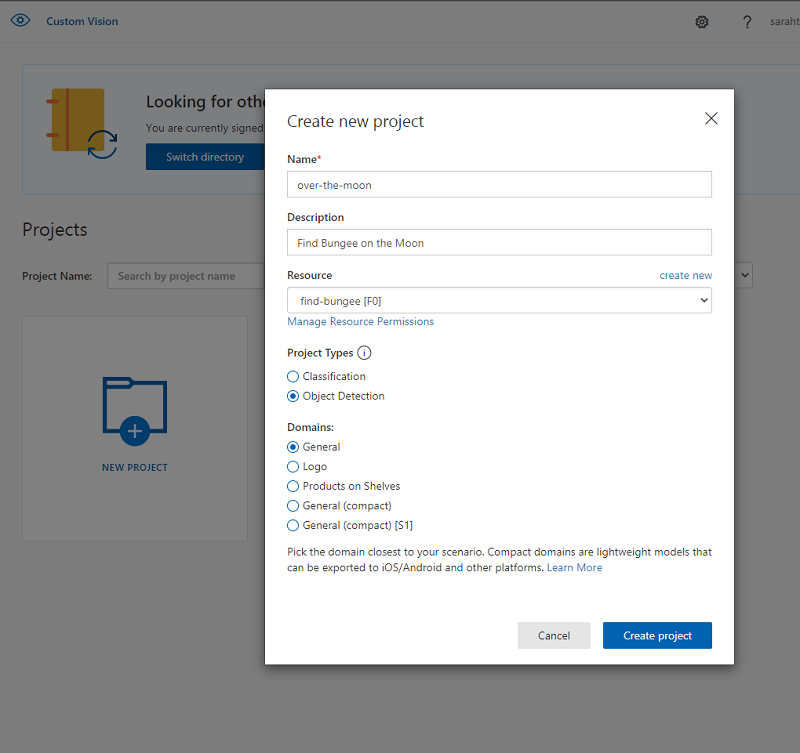 Custom Vision
?
saraht
Looking for othe
You are currently signed
Switch directory
Projects
Project Name:
Search by project name
NEW PROJECT
Create new project
Name*
over-the-moon
Description
Find Bungee on the Moon
Resource
create new
find-bungee [F0]
Manage Resource Permissions
Project Types
Classification
Object Detection
Domains:
General
Logo
Products on Shelves
General (compact)
General (compact) [S1]
Pick the domain closest to your scenario. Compact domains are lightweight models that
can be exported to iOS/Android and other platforms. Learn More
Cancel
Create project